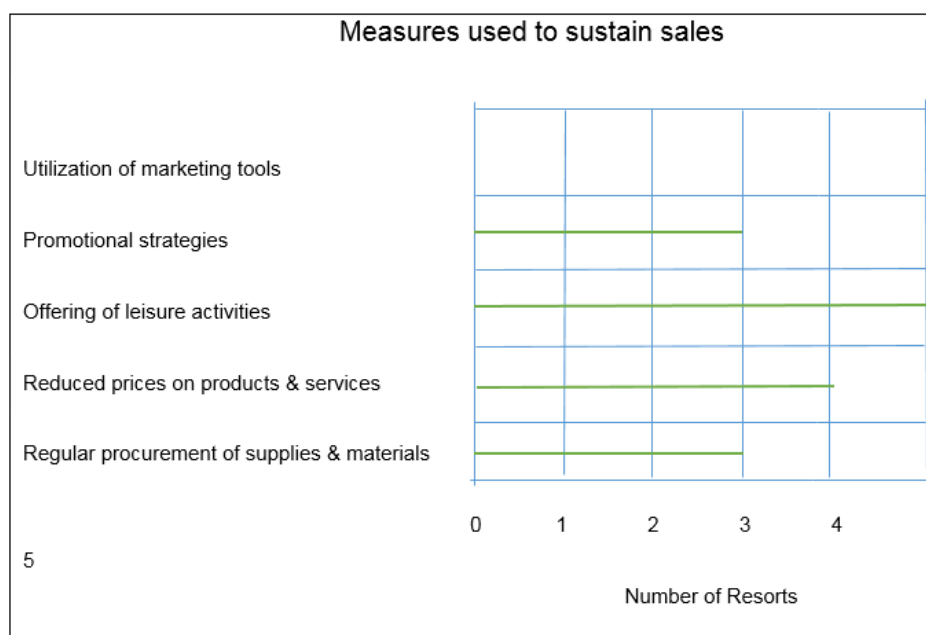 Measures used to sustain sales
Utilization of marketing tools
Promotional strategies
Offering of leisure activities
Reduced prices on products & services
Regular procurement of supplies & materials
0 1 2 3 4
5
Number of Resorts